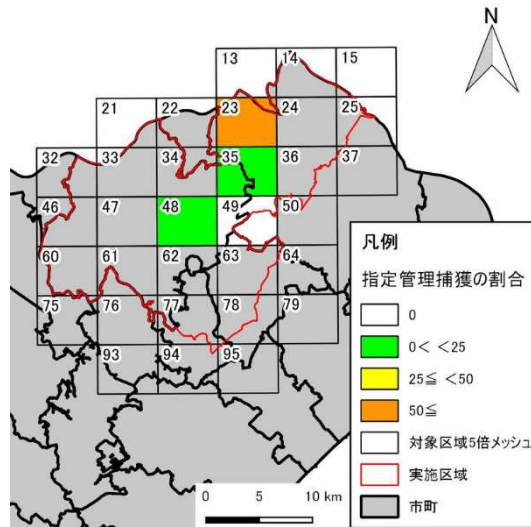 N
13 14 15
21 22 23 24 25
32 33 34 35 36 37
46 47 48 49 50
60 61 62 63 64
75 76 77 78 79
93 94 95
凡例
指定管理捕獲の割合
0
0< <25
25≦ <50
50≦
対象区域5倍メッシュ
実施区域
市町
0 5 10 km